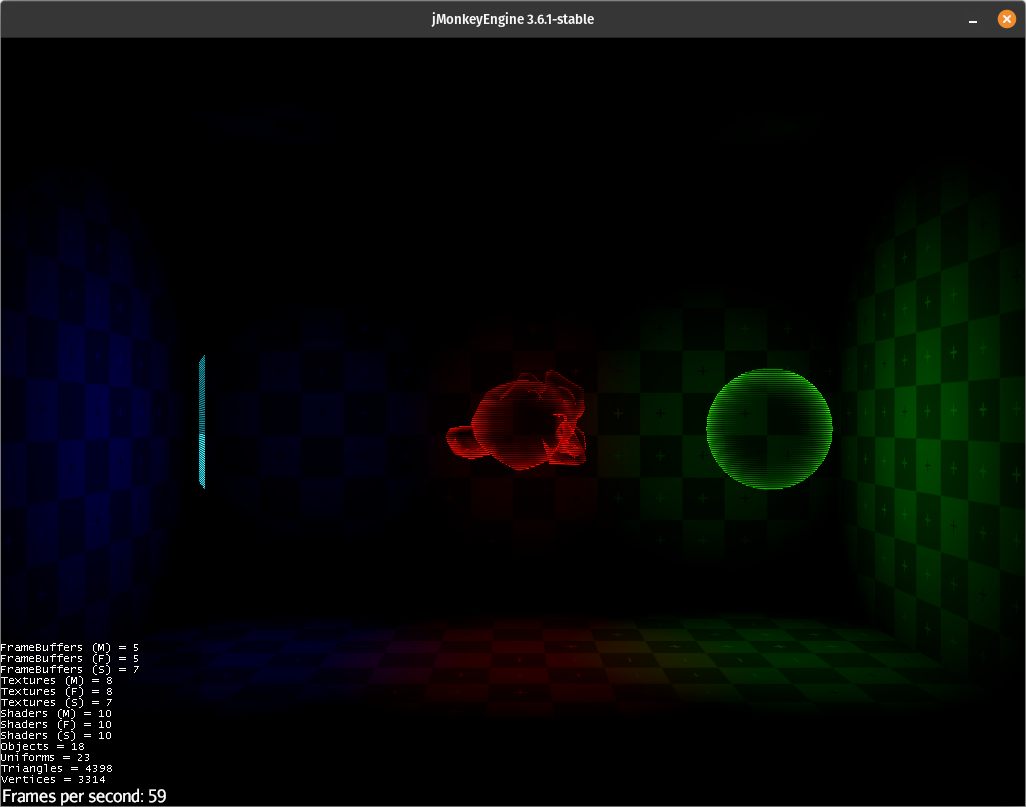 jMonkeyEngine 3.6.1-stable
FrameBuffers (M) = 5
FrameBuffers (F) = 5
FrameBuffers (S) = 7
Textures (M) = 8
Textures (F) = 8
Textures (S) = 7
Shaders (M) = 10
Shaders (F) = 10
Shaders (S) = 10
Objects = 18
Uniforms = 23
Triangles = 4398
Vertices = 3314
Frames per second: 59